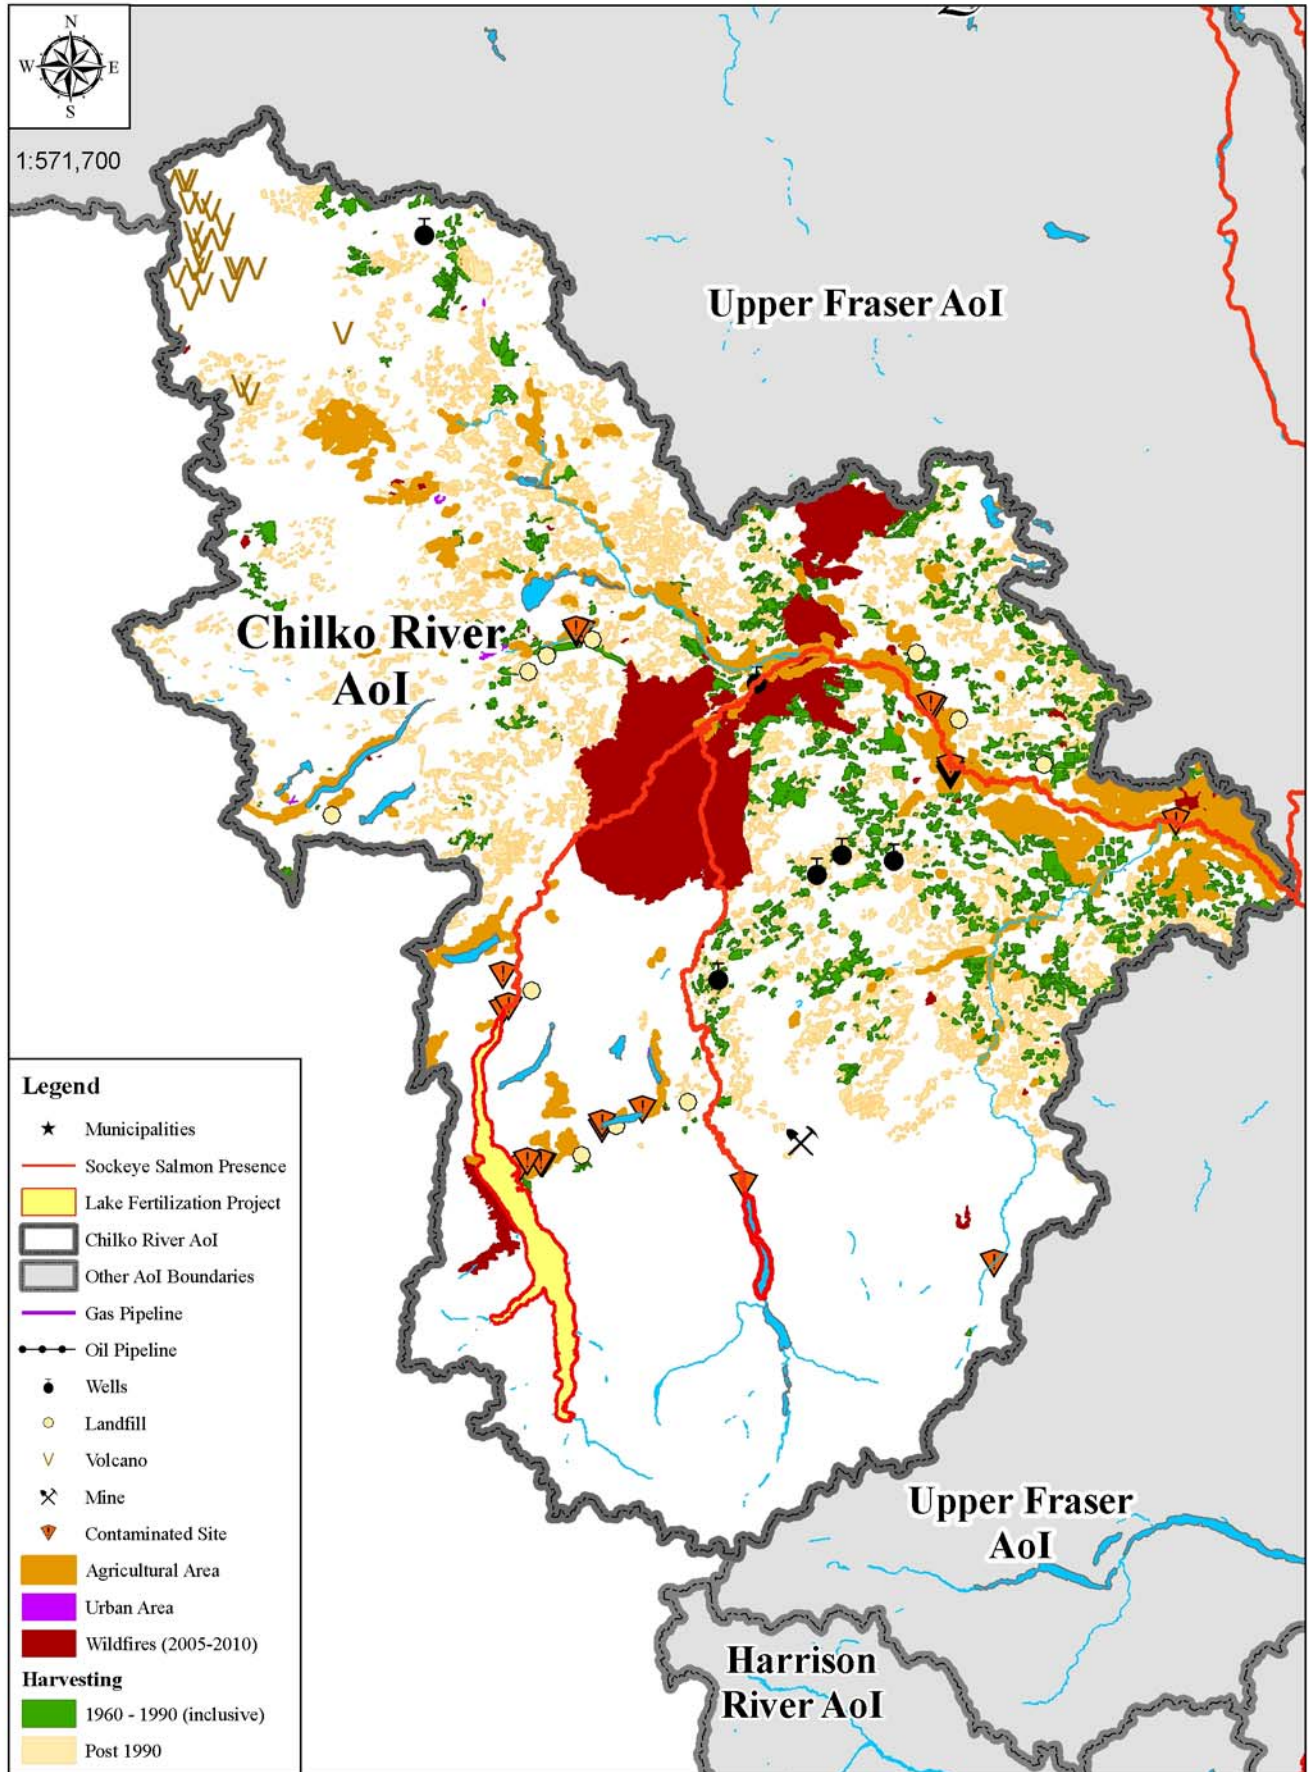 N
W E
S
1:571,700
Upper Fraser AoI
Chilko River
AoI
Legend
Municipalities
Sockeye Salmon Presence
Lake Fertilization Project
Chilko River AoI
Other AoI Boundaries
Gas Pipeline
Oil Pipeline
Wells
Landfill
Volcano
Mine
Contaminated Site
Agricultural Area
Urban Area
Wildfires (2005-2010)
Harvesting
1960 - 1990 (inclusive)
Post 1990
Upper Fraser
AoI
Harrison
River AoI